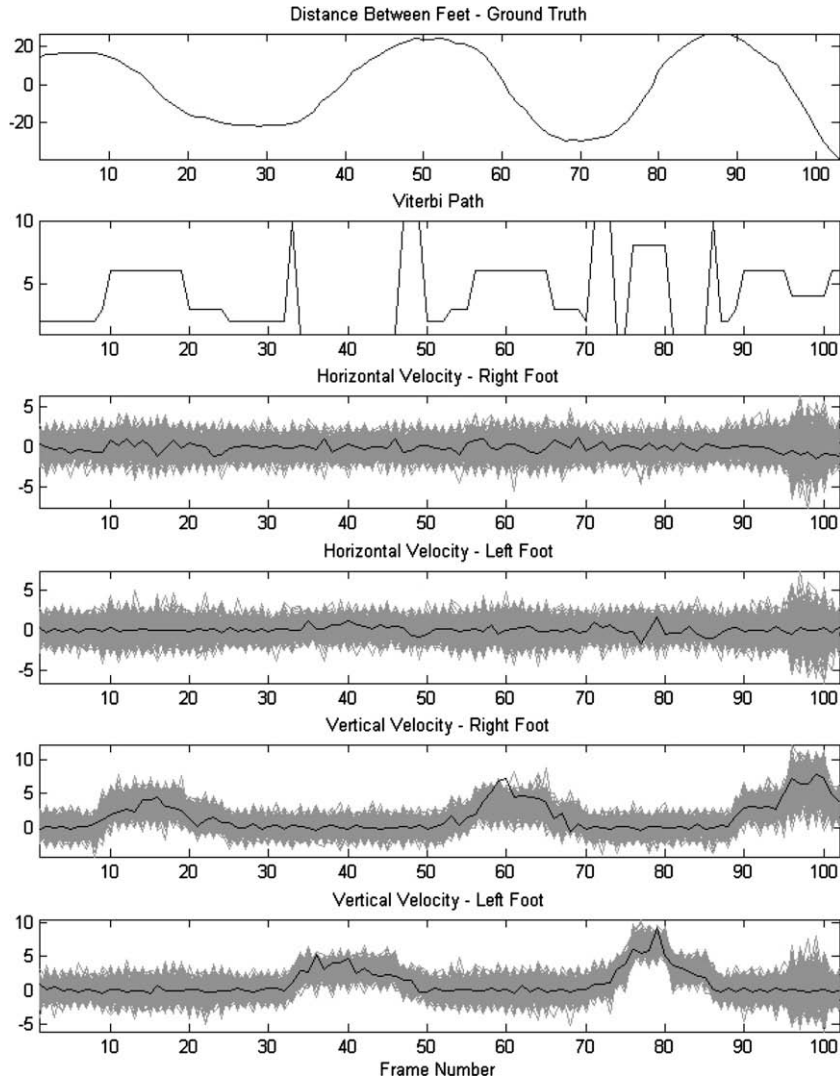 Distance Between Feet - Ground Truth
20
0
-20
10 20 30 40 50 60 70 80 90 100
Viterbi Path
10
5
10 20 30 40 50 60 70 80 90 100
Horizontal Velocity - Right Foot
5
0
-5
10 20 30 40 50 60 70 80 90 100
Horizontal Velocity - Left Foot
5
0
-5
10 20 30 40 50 60 70 80 90 100
Vertical Velocity - Right Foot
10
5
0
10 20 30 40 50 60 70 80 90 100
Vertical Velocity - Left Foot
10
5
0
-5
10 20 30 40 50 60 70 80 90 100
Frame Number